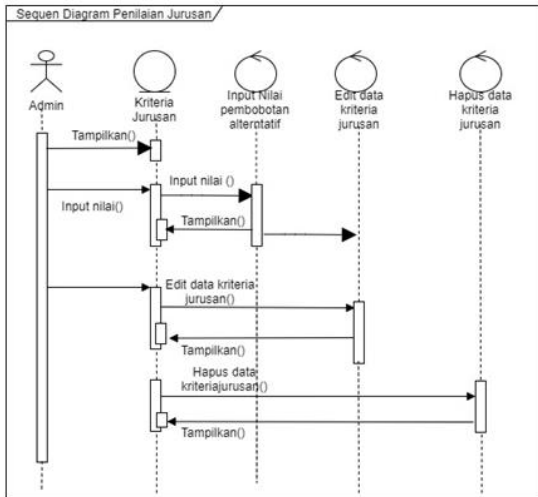 Sequen Diagram Penilaian Jurusan
Admin
Kriteria
Jurusan
Input Nilai
pembobotan
alterntatif
Edit data
kriteria
jurusan
Hapus data
kriteria
jurusan
Tampilkan()
Input nilai ()
Input nilai()
Tampilkan()
Edit data kriteria
jurusan()
Tampilkan()
Hapus data
kriteriajurusan()
Tampilkan()